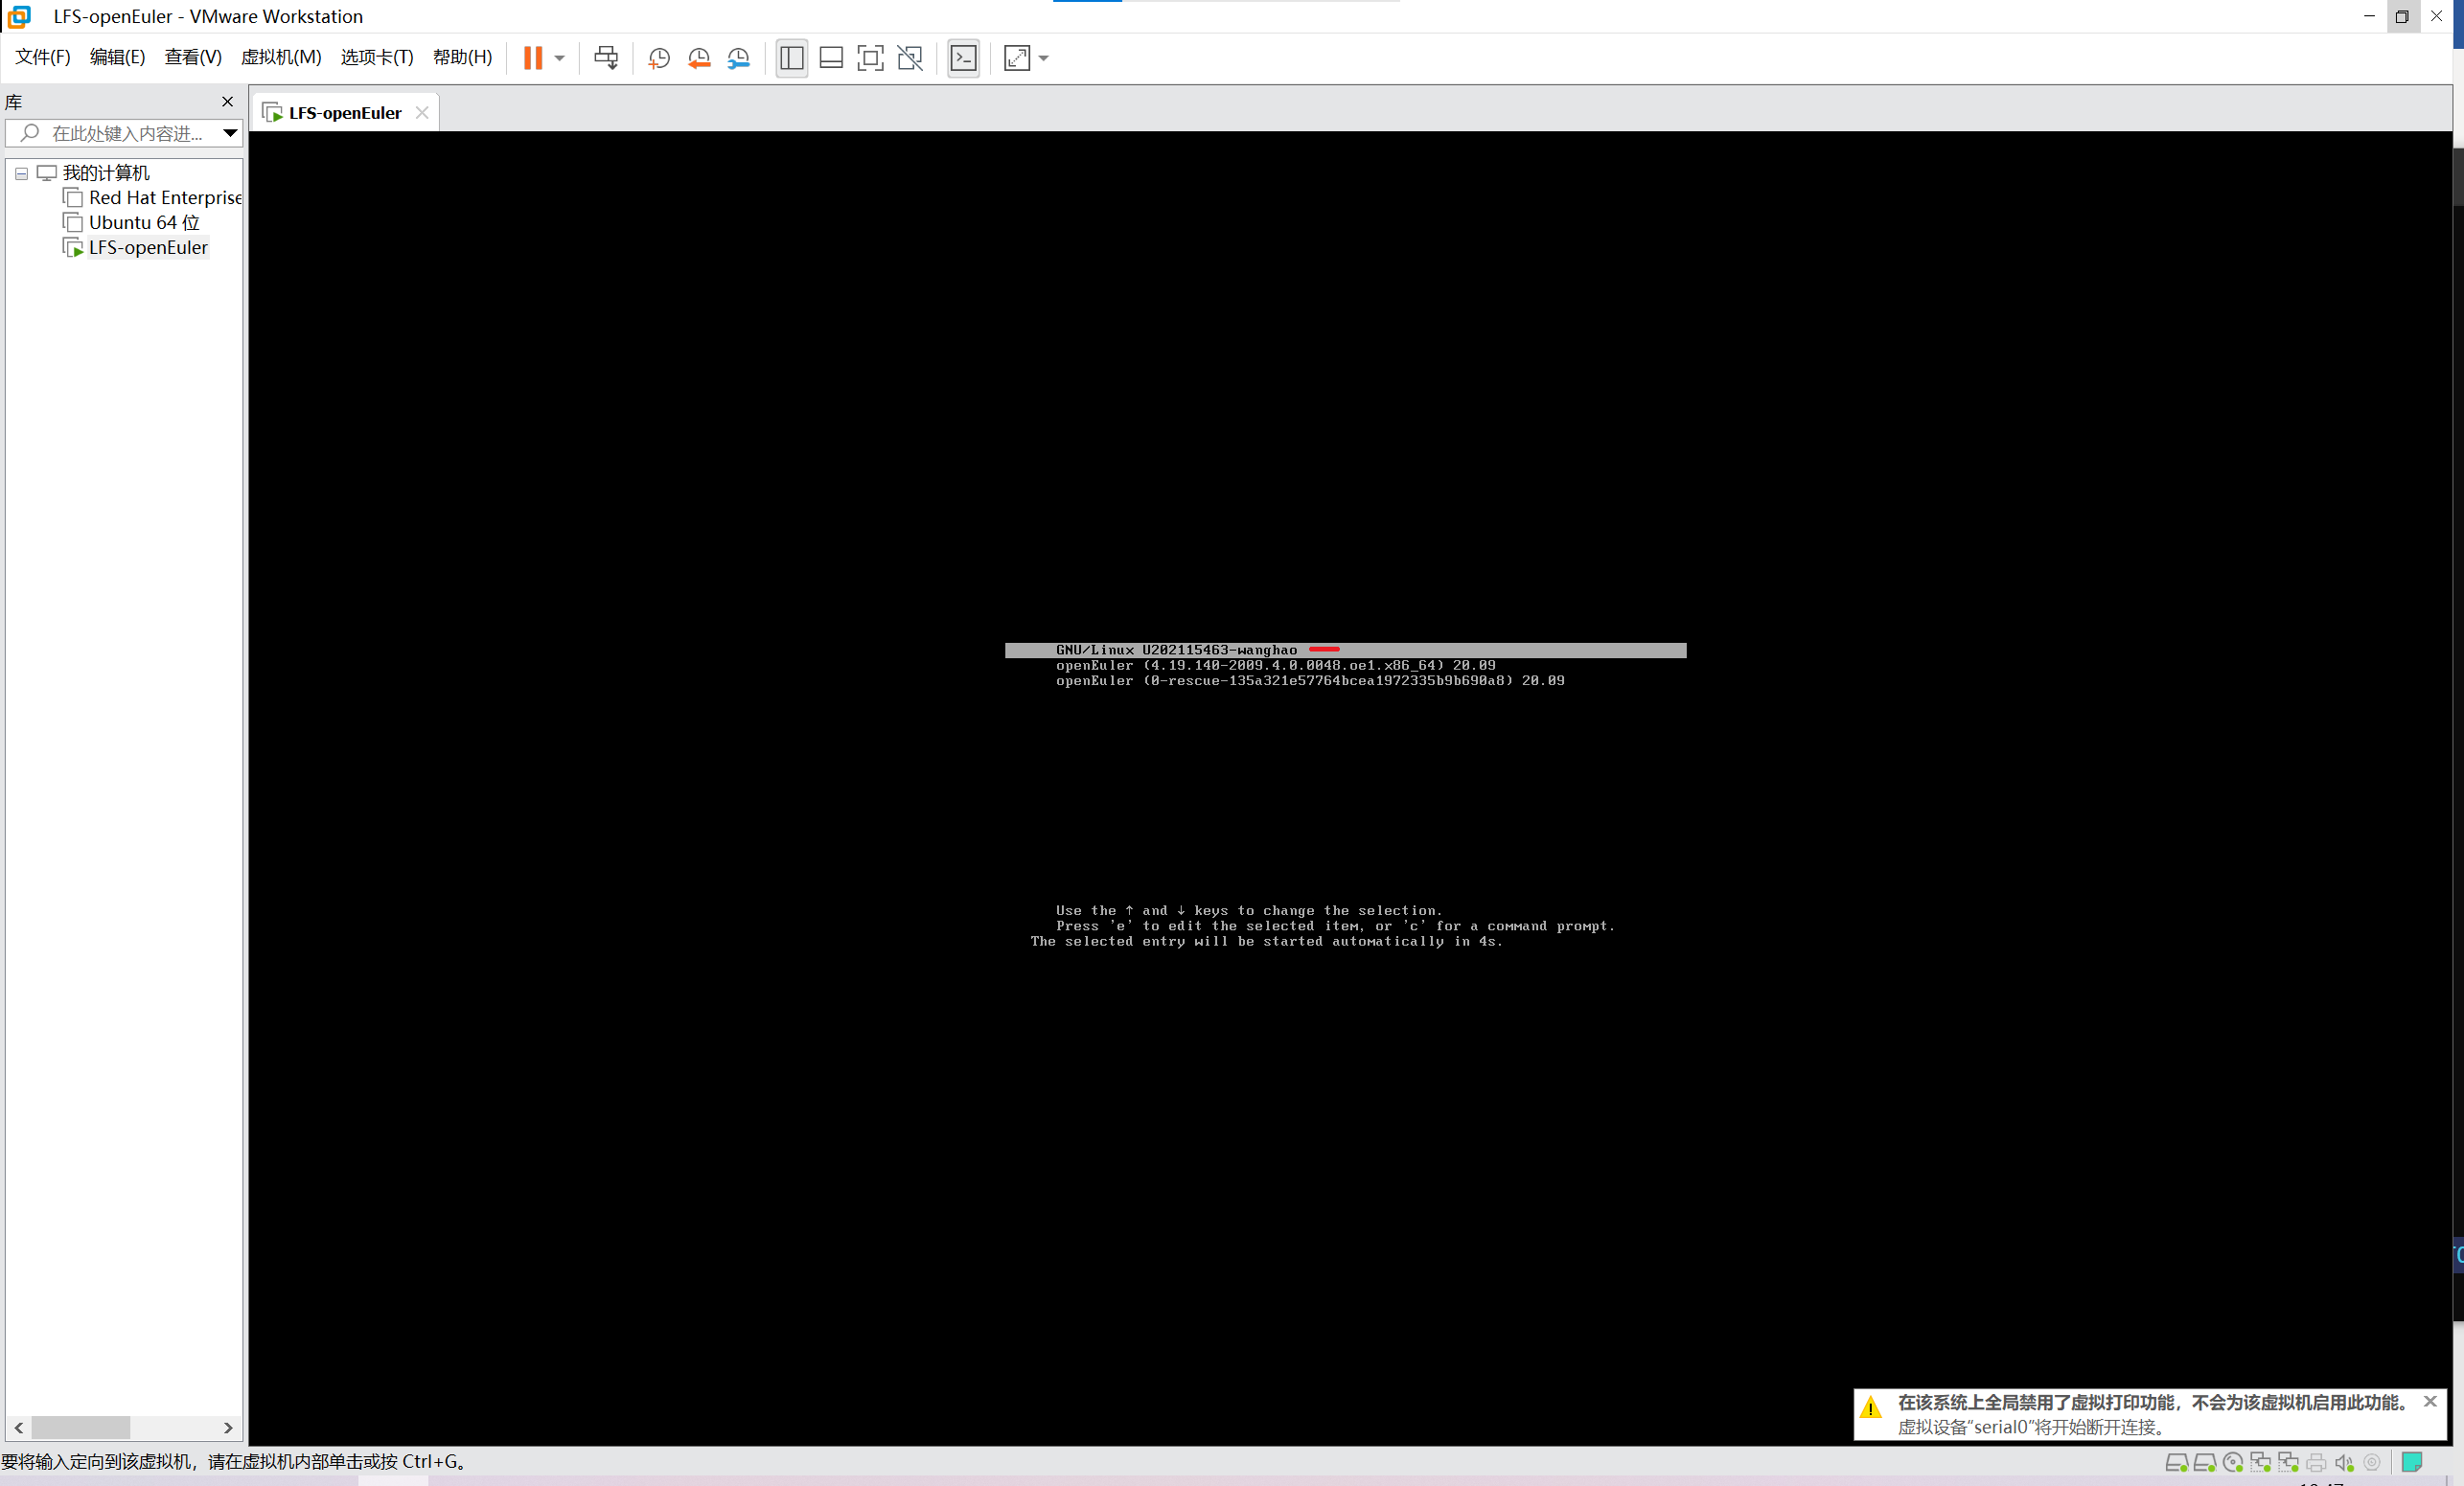 LFS-openEuler - VMware Workstation
文件(F) 编辑(E) 查看(V) 虚拟机(M) 选项卡(T) 帮助(H)
库
LFS-openEuler
在此处键入内容进...
我的计算机
Red Hat Enterprise
Ubuntu 64 位
LFS-openEuler
GNU/Linux U202115463-wanghao
openEuler (4.19.140-2009.4.0.0048.oe1.x86_64) 20.09
openEuler (0-rescue-135a321e57764bcea1972335b9b690a8) 20.09
Use the ↑ and ↓ keys to change the selection.
Press 'e' to edit the selected item, or 'c' for a command prompt.
The selected entry will be started automatically in 4s.
在该系统上全局禁用了虚拟打印功能，不会为该虚拟机启用此功能。
虚拟设备“serial0”将开始断开连接。
要将输入定向到该虚拟机，请在虚拟机内部单击或按 Ctrl+G。